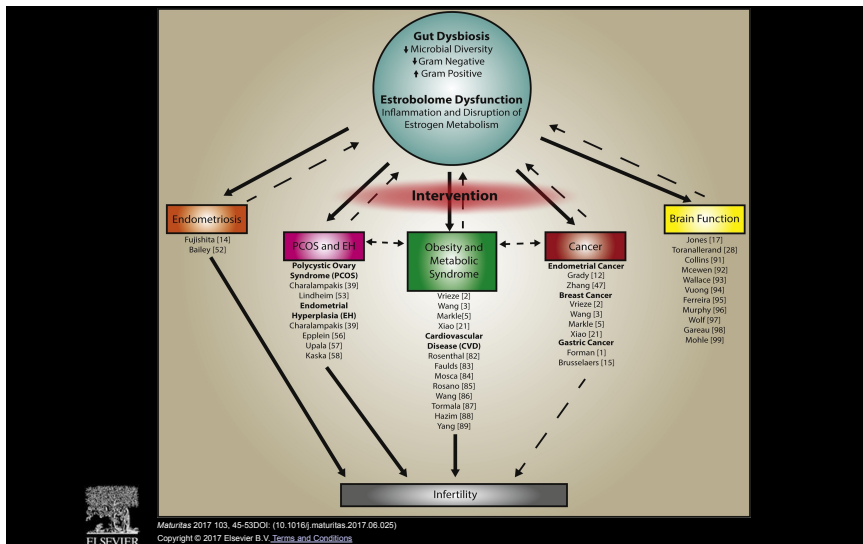 Gut Dysbiosis
↓ Microbial Diversity
↓ Gram Negative
↑ Gram Positive
Estrobolome Dysfunction
Inflammation and Disruption of
Estrogen Metabolism
Intervention
Endometriosis
Fujishita [14]
Bailey [52]
PCOS and EH
Polycystic Ovary
Syndrome (PCOS)
Charalampakis [39]
Lindheim [53]
Endometrial
Hyperplasia (EH)
Charalampakis [39]
Epplein [56]
Upala [57]
Kaska [58]
Obesity and
Metabolic
Syndrome
Vrieze [2]
Wang [3]
Markle[5]
Xiao [21]
Cardiovascular
Disease (CVD)
Rosenthal [82]
Faulds [83]
Mosca [84]
Rosano [85]
Wang [86]
Tormala [87]
Hazim [88]
Yang [89]
Cancer
Endometrial Cancer
Grady [12]
Zhang [47]
Breast Cancer
Vrieze [2]
Wang [3]
Markle [5]
Xiao [21]
Gastric Cancer
Forman [1]
Brusselaers [15]
Brain Function
Jones [17]
Toranallerand [28]
Collins [91]
Mcewen [92]
Wallace [93]
Vuong [94]
Ferreira [95]
Murphy [96]
Wolf [97]
Gareau [98]
Mohle [99]
Infertility
ELSEVIER
Maturitas 2017 103, 45-53DOI: (10.1016/j.maturitas.2017.06.025)
Copyright © 2017 Elsevier B.V. Terms and Conditions